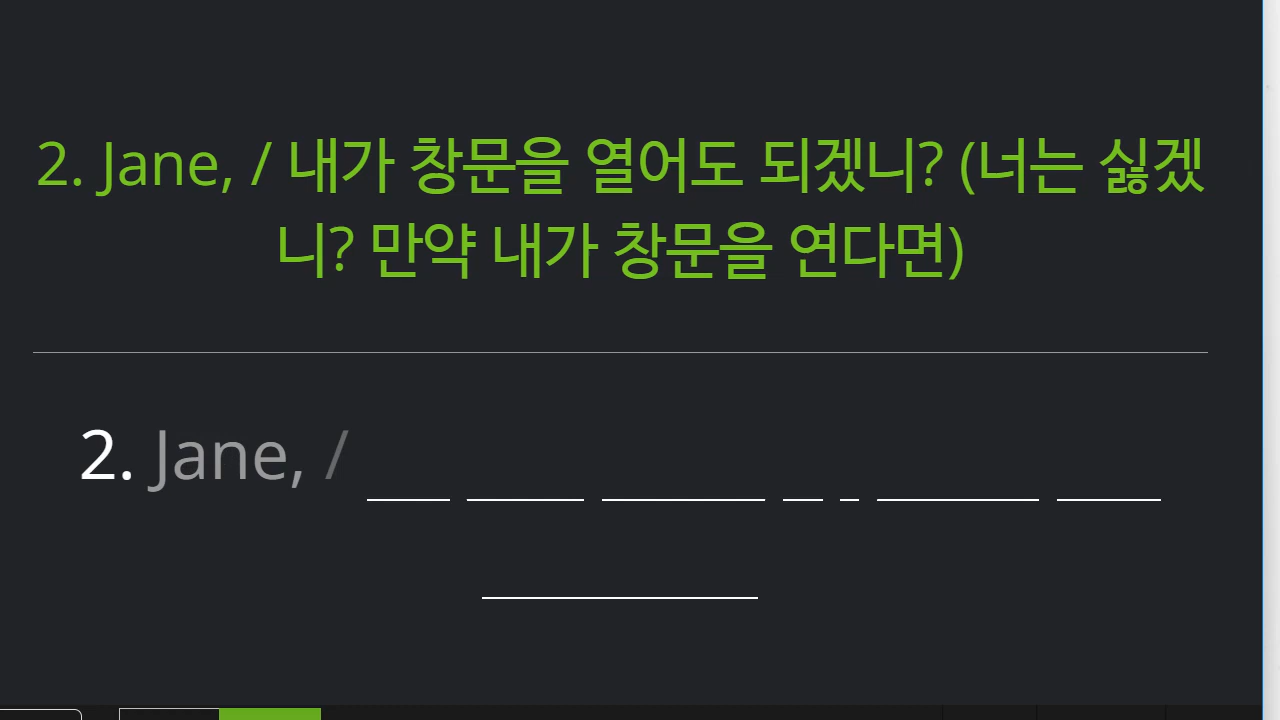 2. Jane, / 내가 창문을 열어도 되겠니? (너는 싫겠
니? 만약 내가 창문을 연다면)
2. Jane, /